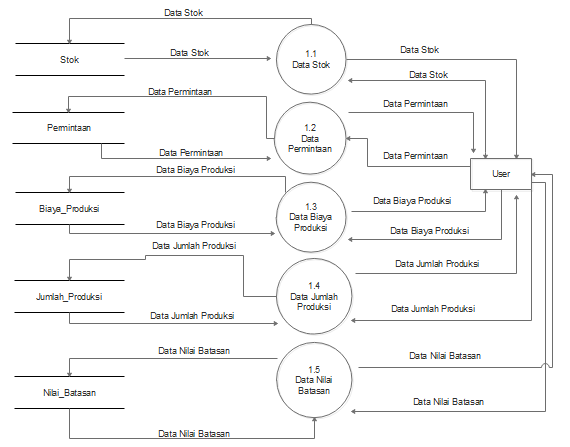 Data Stok
Stok
Data Stok
1.1
Data Stok
Data Stok
Data Stok
Data Permintaan
Permintaan
Data Permintaan
1.2
Data
Permintaan
Data Permintaan
Data Permintaan
User
Data Biaya Produksi
Biaya_Produksi
Data Biaya Produksi
1.3
Data Biaya
Produksi
Data Biaya Produksi
Data Biaya Produksi
Data Jumlah Produksi
Jumlah_Produksi
Data Jumlah Produksi
1.4
Data Jumlah
Produksi
Data Jumlah Produksi
Data Jumlah Produksi
Data Nilai Batasan
Nilai_Batasan
Data Nilai Batasan
1.5
Data Nilai
Batasan
Data Nilai Batasan
Data Nilai Batasan